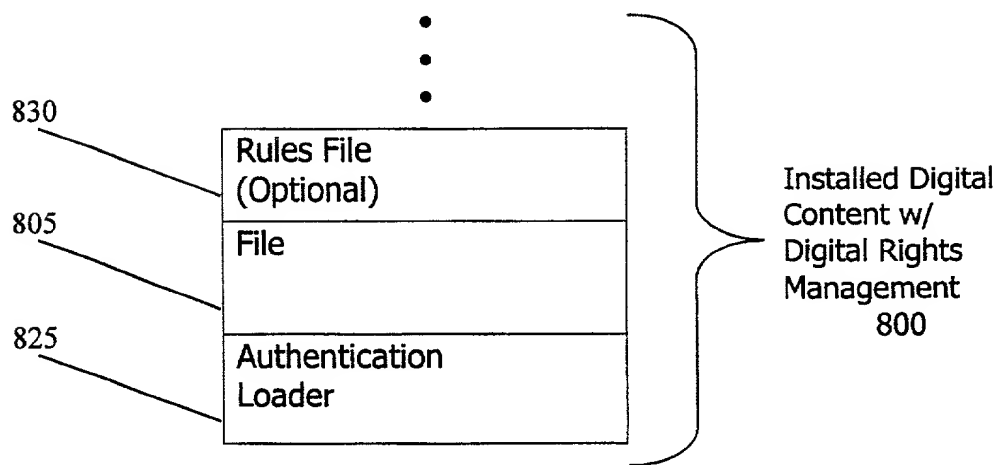 830
Rules File
(Optional)
805
File
825
Authentication
Loader
Installed Digital
Content w/
Digital Rights
Management
800